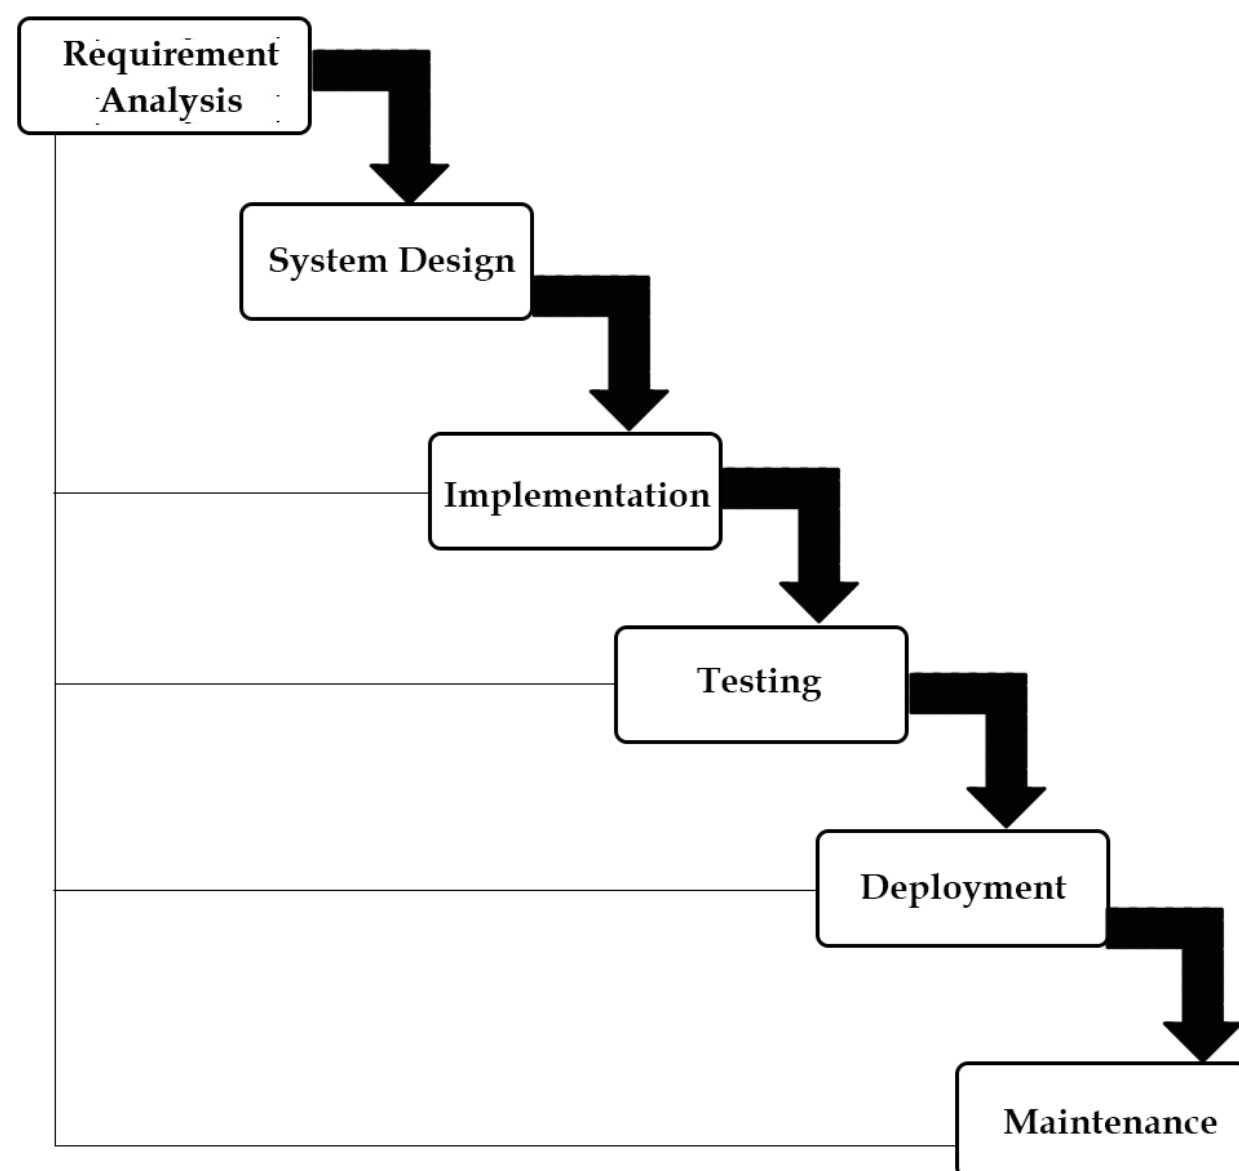 Requirement
Analysis
System Design
Implementation
Testing
Deployment
Maintenance